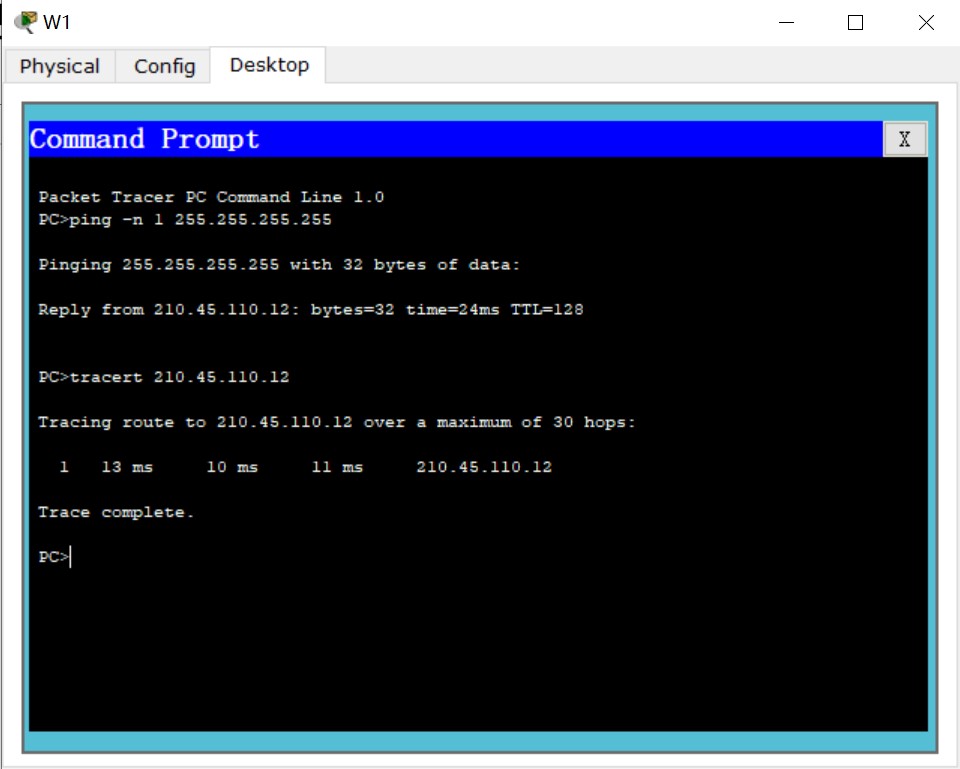 W1
Physical Config Desktop
Command Prompt X
Packet Tracer PC Command Line 1.0
PC>ping -n 1 255.255.255.255
Pinging 255.255.255.255 with 32 bytes of data:
Reply from 210.45.110.12: bytes=32 time=24ms TTL=128
PC>tracert 210.45.110.12
Tracing route to 210.45.110.12 over a maximum of 30 hops:
1 13 ms 10 ms 11 ms 210.45.110.12
Trace complete.
PC>